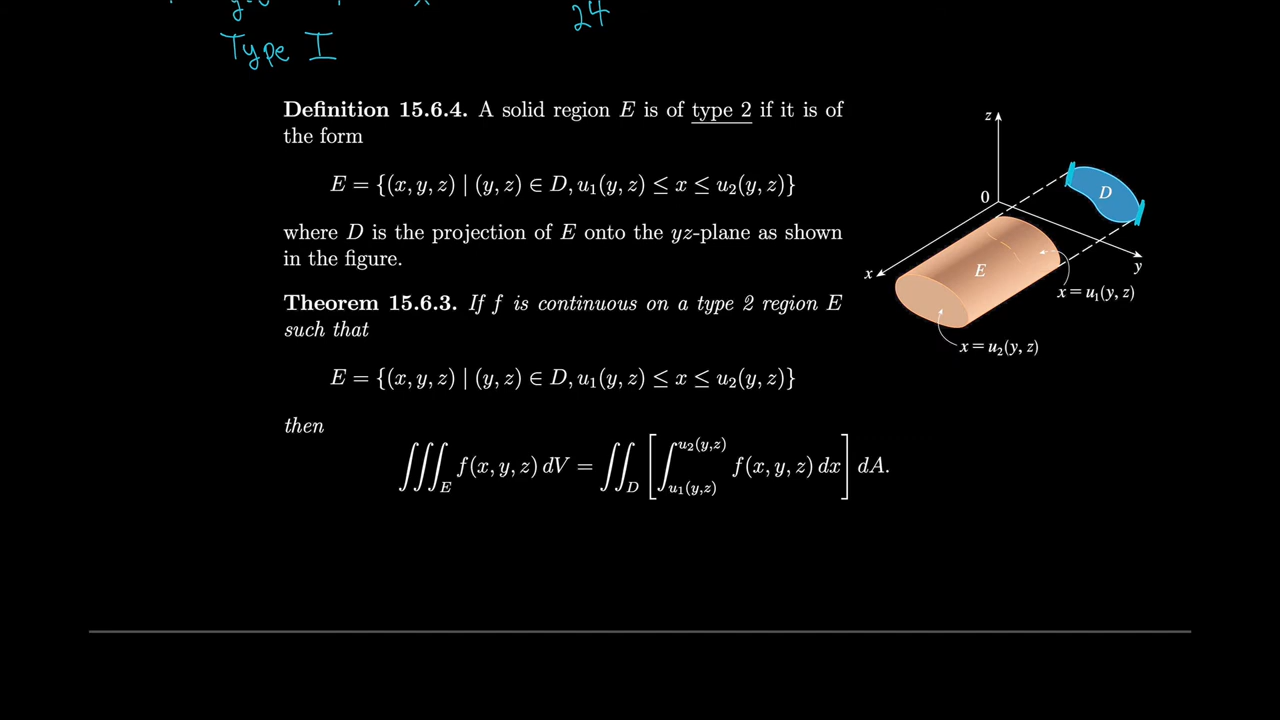 24
Type I
Definition 15.6.4. A solid region E is of type 2 if it is of
the form
E = {(x, y, z) | (y, z) ∈ D, u₁(y, z) ≤ x ≤ u₂(y, z)}
where D is the projection of E onto the yz-plane as shown
in the figure.
Theorem 15.6.3. If f is continuous on a type 2 region E
such that
E = {(x, y, z) | (y, z) ∈ D, u₁(y, z) ≤ x ≤ u₂(y, z)}
then
∭_E f(x, y, z) dV = ∬_D [∫_{u₁(y,z)}^{u₂(y,z)} f(x, y, z) dx] dA.
z
D
0
y
x
E
x = u₁(y, z)
x = u₂(y, z)